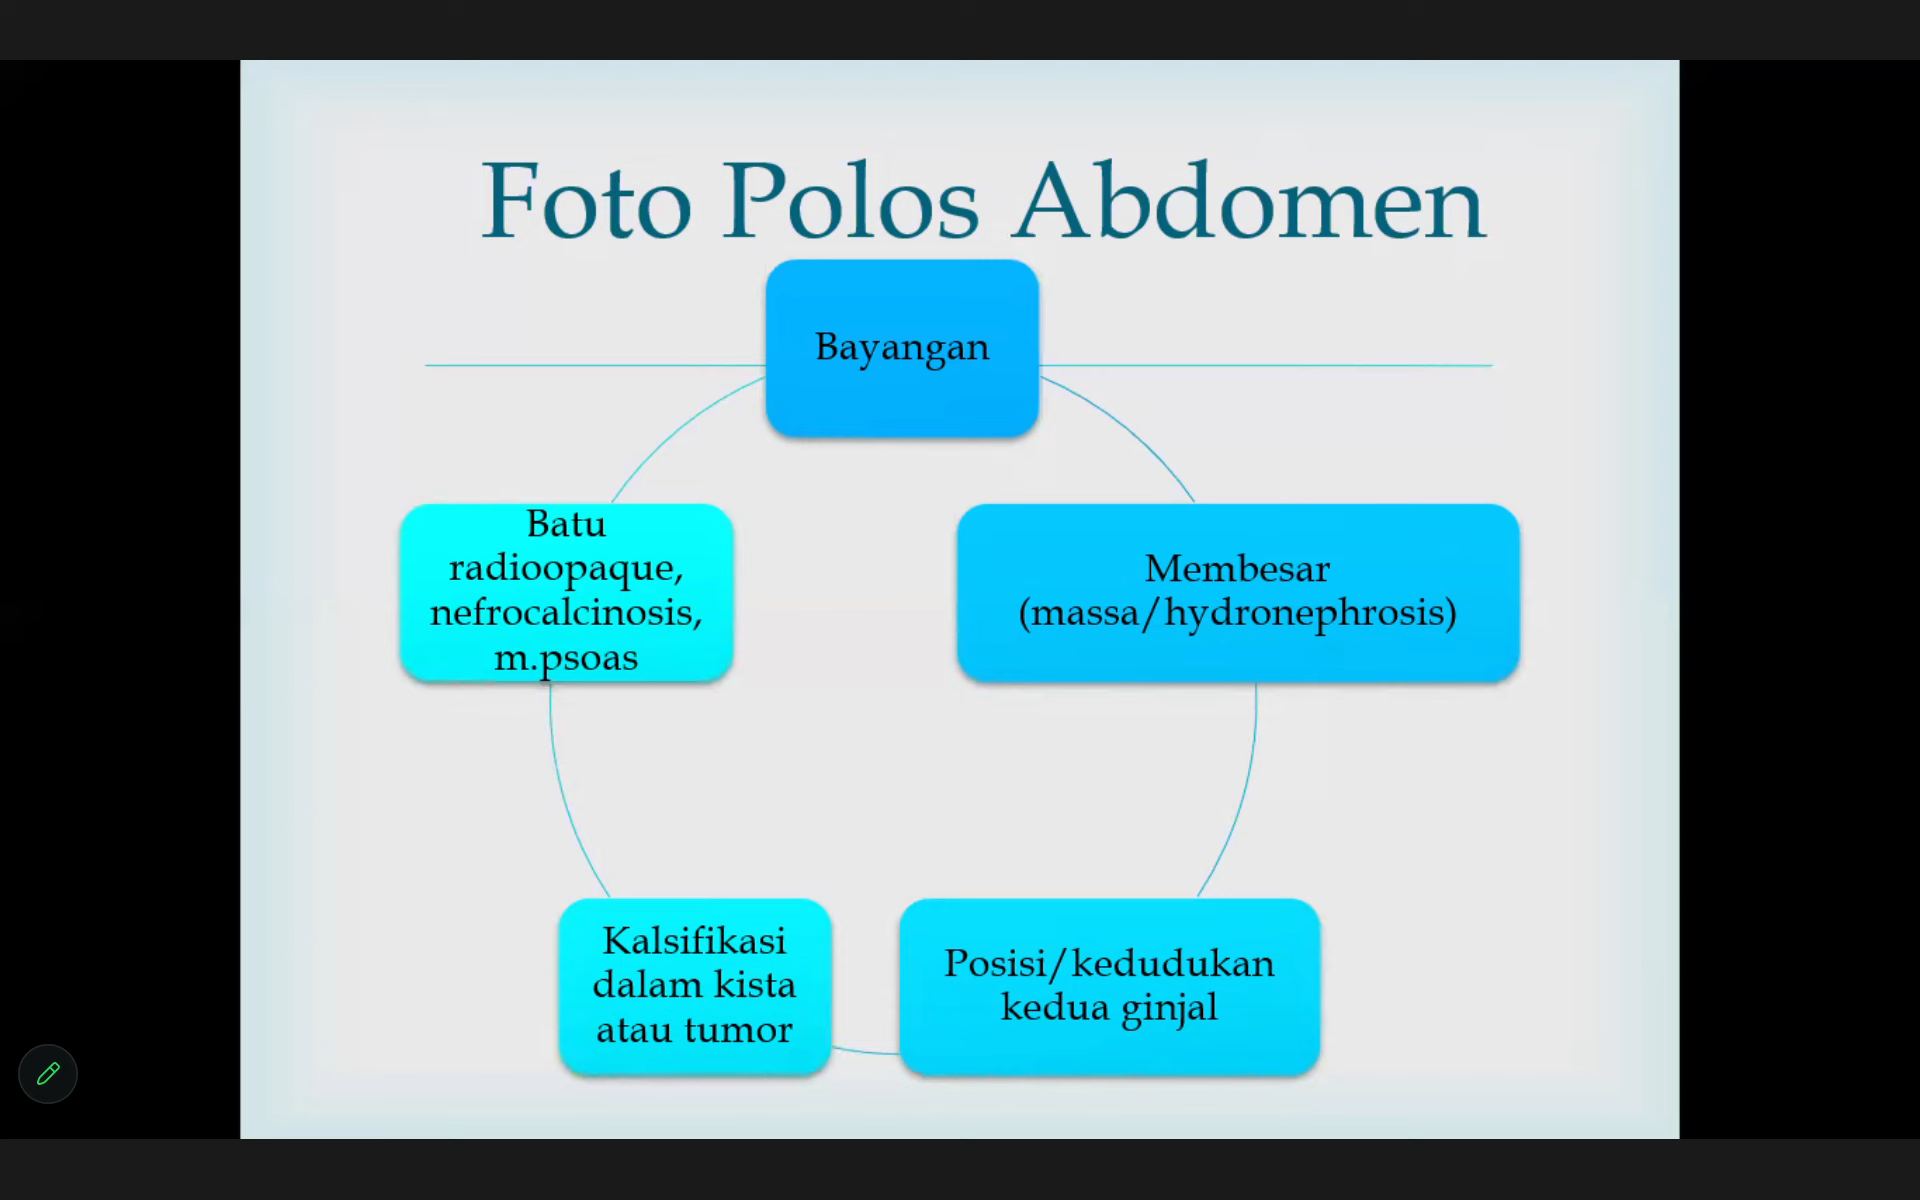 Foto Polos Abdomen
Bayangan
Batu
radioopaque,
nefrocalcinosis,
m.psoas
Membesar
(massa/hydronephrosis)
Kalsifikasi
dalam kista
atau tumor
Posisi/kedudukan
kedua ginjal